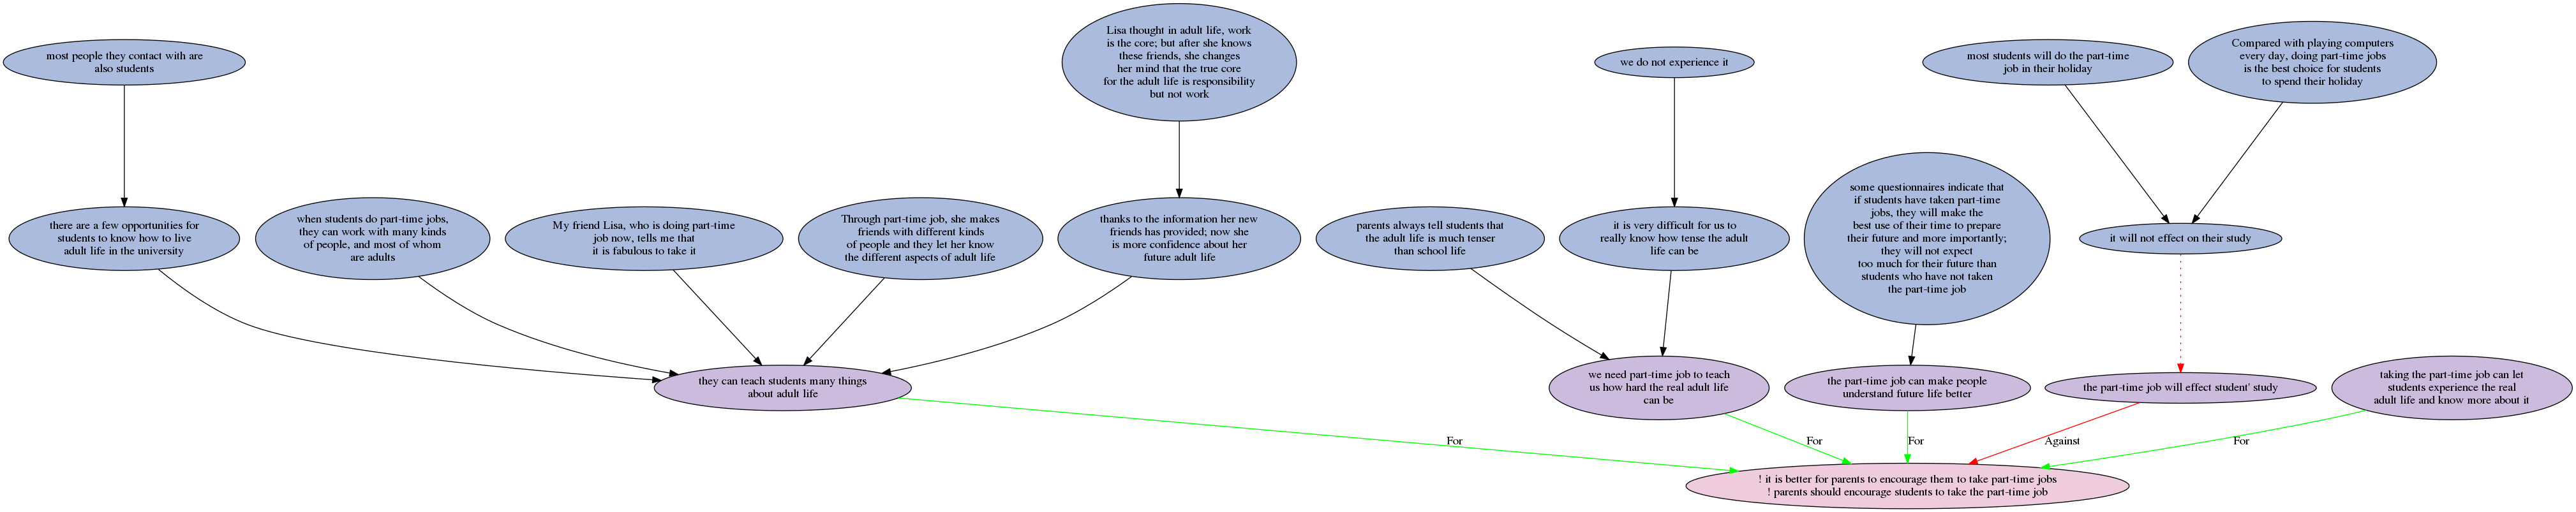 most people they contact with are
also students
Lisa thought in adult life, work
is the core; but after she knows
these friends, she changes
her mind that the true core
for the adult life is responsibility
but not work
we do not experience it
most students will do the part-time
job in their holiday
Compared with playing computers
every day, doing part-time jobs
is the best choice for students
to spend their holiday
there are a few opportunities for
students to know how to live
adult life in the university
when students do part-time jobs,
they can work with many kinds
of people, and most of whom
are adults
My friend Lisa, who is doing part-time
job now, tells me that
it is fabulous to take it
Through part-time job, she makes
friends with different kinds
of people and they let her know
the different aspects of adult life
thanks to the information her new
friends has provided; now she
is more confidence about her
future adult life
parents always tell students that
the adult life is much tenser
than school life
it is very difficult for us to
really know how tense the adult
life can be
some questionnaires indicate that
if students have taken part-time
jobs, they will make the
best use of their time to prepare
their future and more importantly;
they will not expect
too much for their future than
students who have not taken
the part-time job
it will not effect on their study
they can teach students many things
about adult life
we need part-time job to teach
us how hard the real adult life
can be
the part-time job can make people
understand future life better
the part-time job will effect student' study
taking the part-time job can let
students experience the real
adult life and know more about it
For
For
For
Against
For
! it is better for parents to encourage them to take part-time jobs
! parents should encourage students to take the part-time job